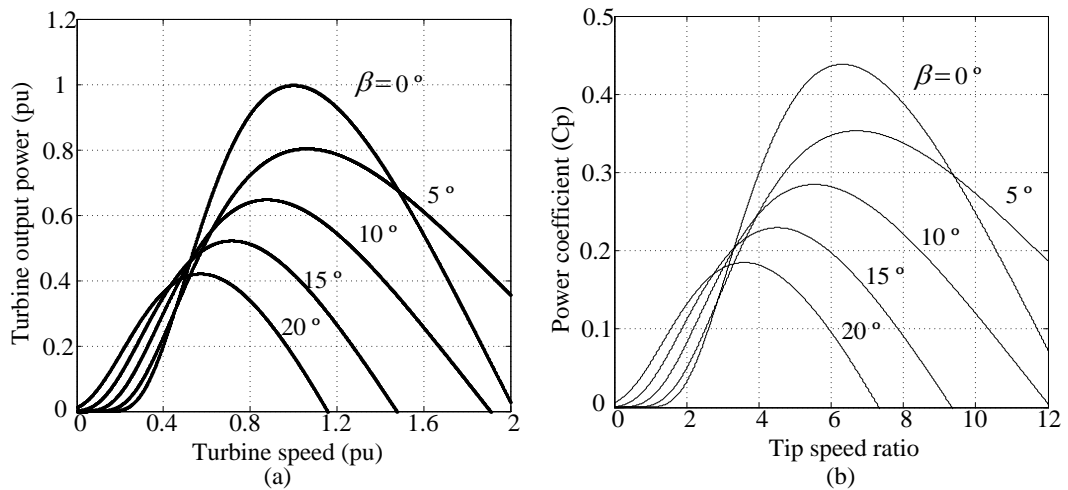 1.2
1
0.8
0.6
0.4
0.2
0
Turbine output power (pu)
β=0 º
5 º
10 º
15 º
20 º
0
0.4
0.8
1.2
1.6
2
Turbine speed (pu)
(a)
0.5
0.4
0.3
0.2
0.1
0
Power coefficient (Cp)
β=0 º
5 º
10 º
15 º
20 º
0
2
4
6
8
10
12
Tip speed ratio
(b)